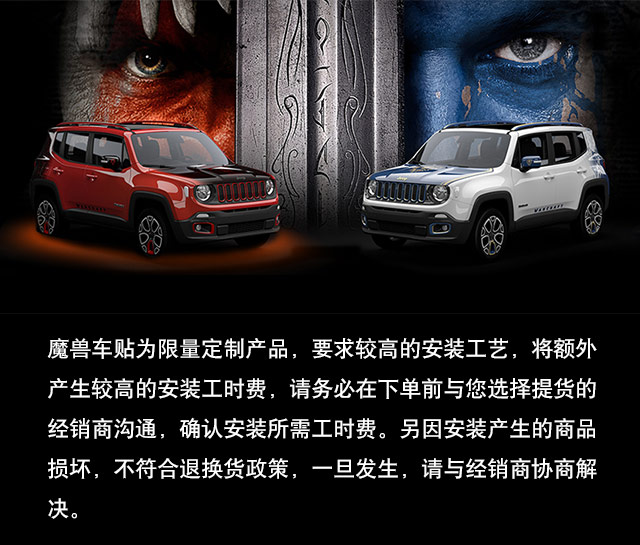 魔兽车贴为限量定制产品，要求较高的安装工艺，将额外
产生较高的安装工时费，请务必在下单前与您选择提货的
经销商沟通，确认安装所需工时费。另因安装产生的商品
损坏，不符合退换货政策，一旦发生，请与经销商协商解
决。